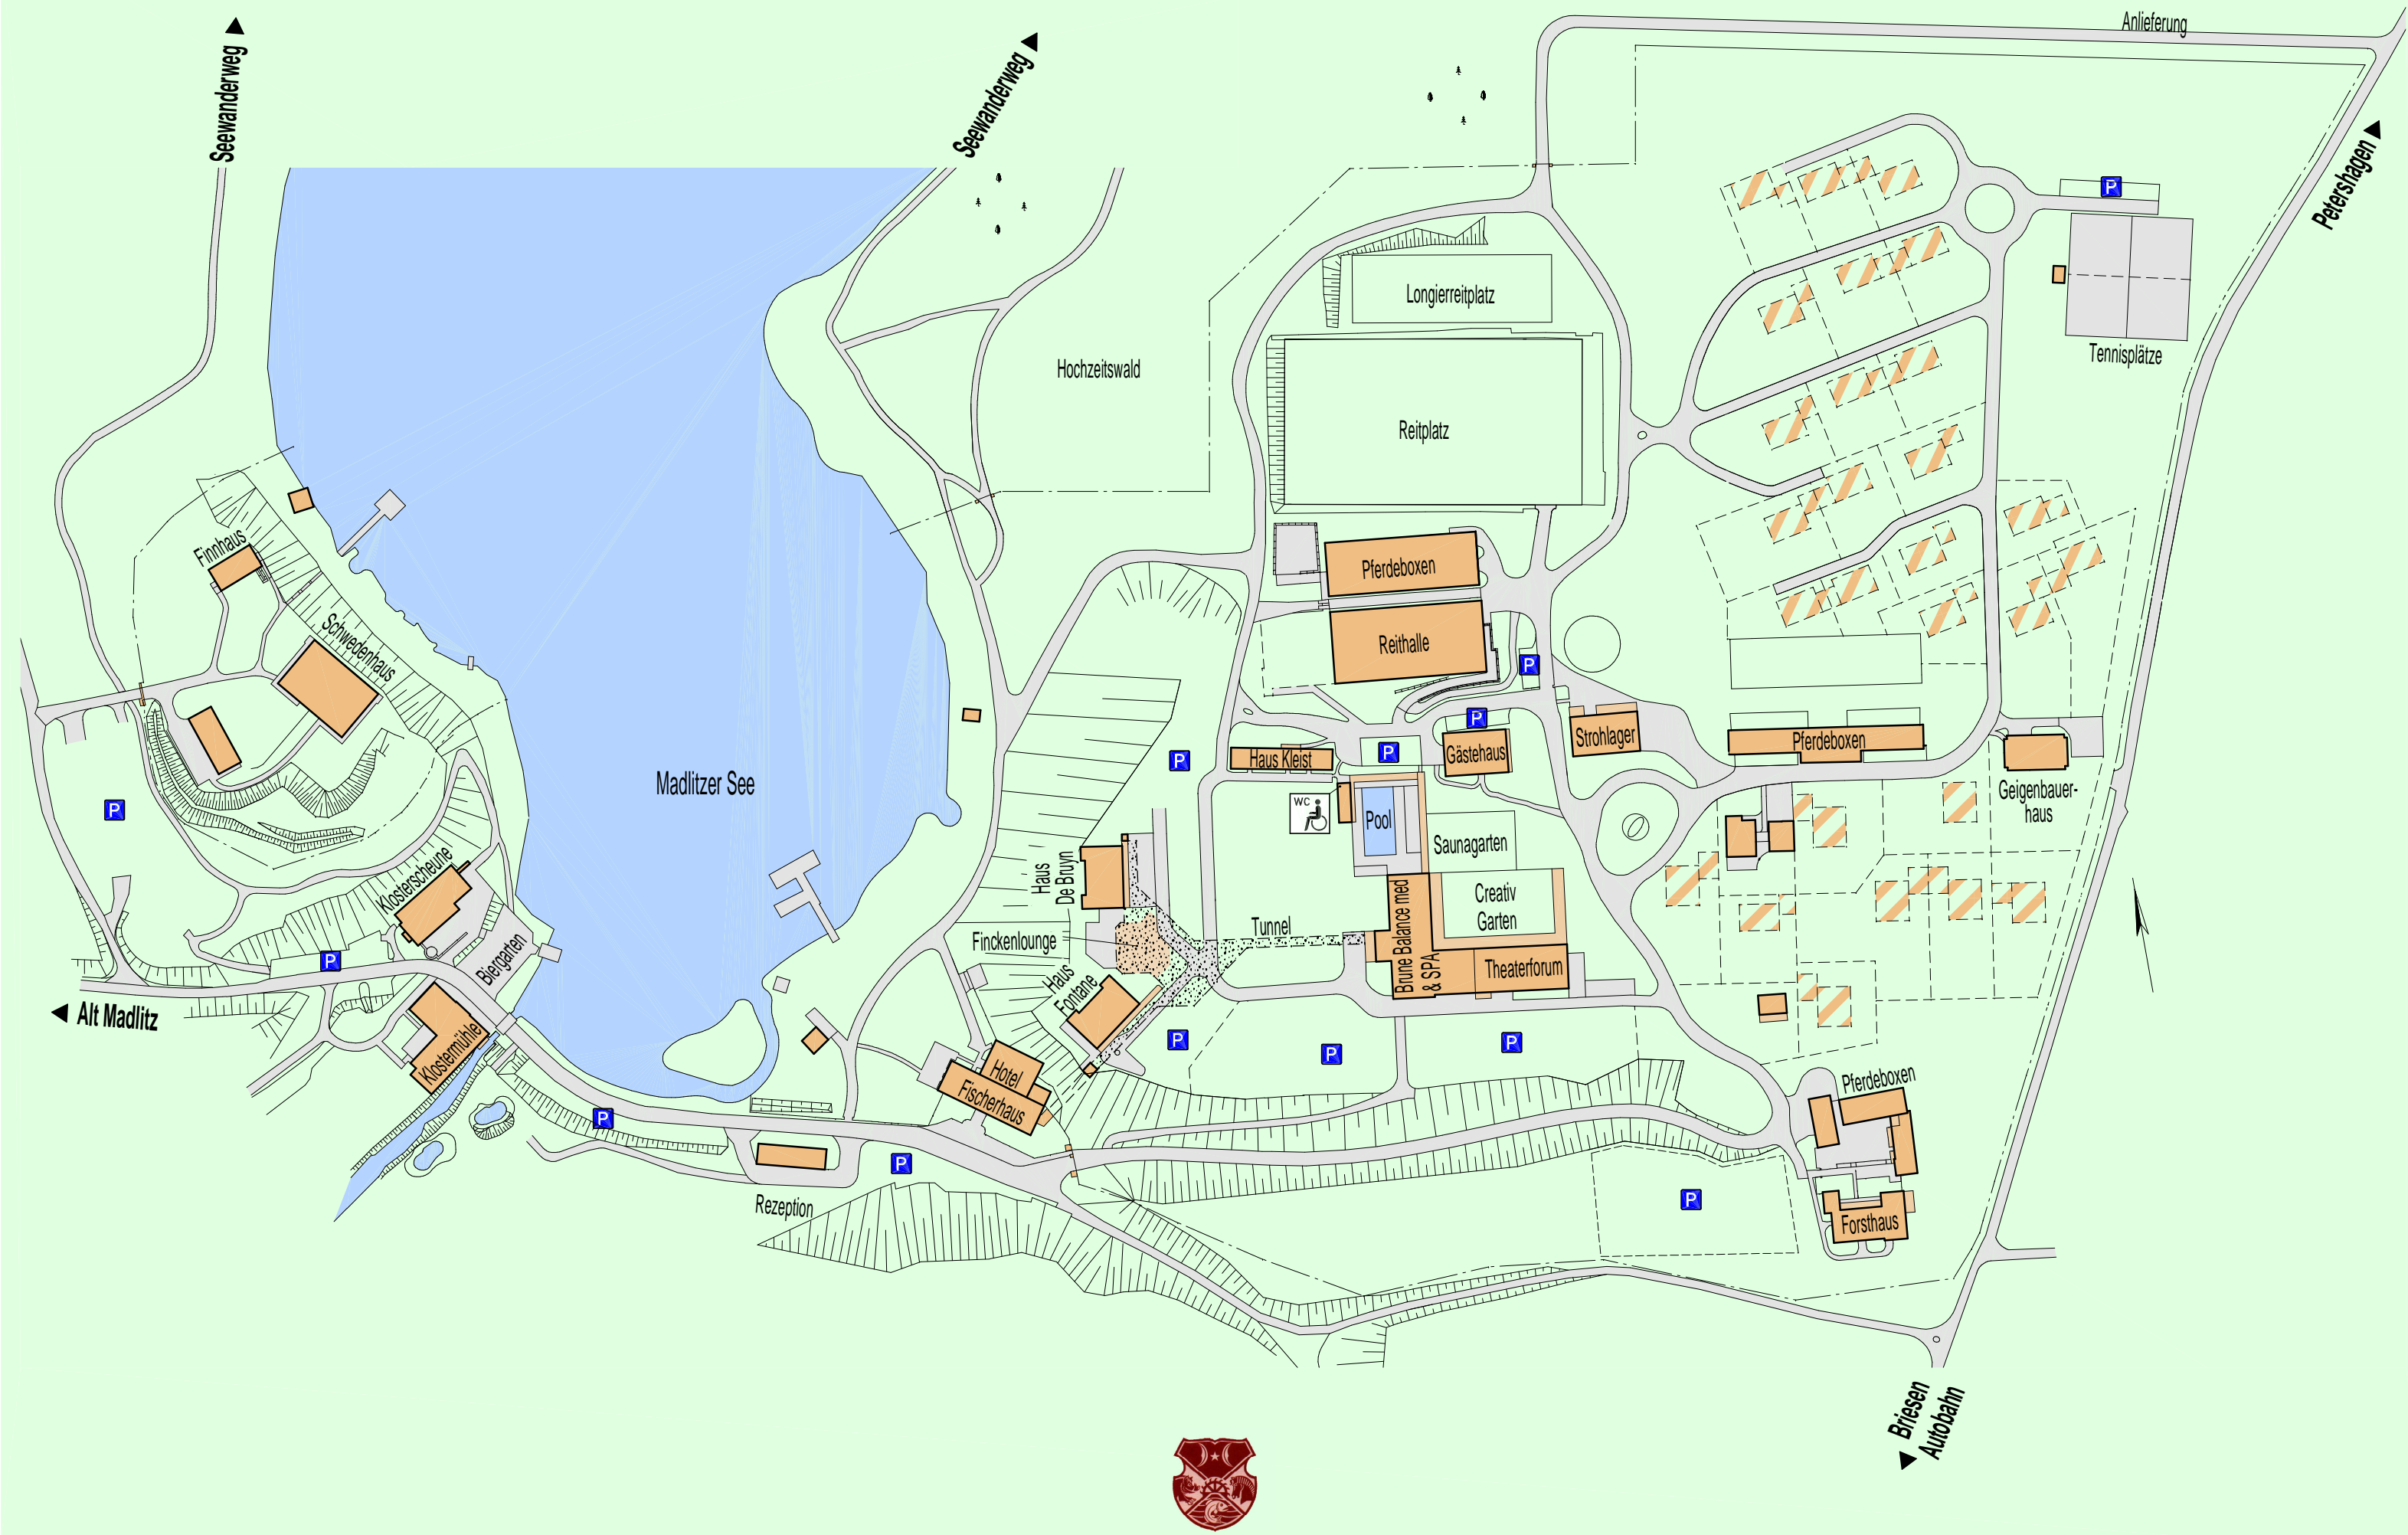 Anlieferung
Seewanderweg
Seewanderweg
Petershagen
P
Longierreitplatz
Tennisplätze
Hochzeitswald
Reitplatz
Finnhaus
Pferdeboxen
Schwedenhaus
Reithalle
P
P
Strohlager
Pferdeboxen
P
Haus Kleist
P
Gästehaus
Madlitzer See
P
Geigenbauer-
haus
WC
Pool
Saunagarten
Klosterscheune
Haus
De Bruyn
Creativ
Garten
Tunnel
Finckenlounge
Biergarten
P
Brune Balance med
& SPA
Theaterforum
Haus
Fontane
Alt Madlitz
Klostermühle
P
P
P
Hotel
Fischerhaus
Pferdeboxen
P
P
Rezeption
P
Forsthaus
Briesen
Autobahn